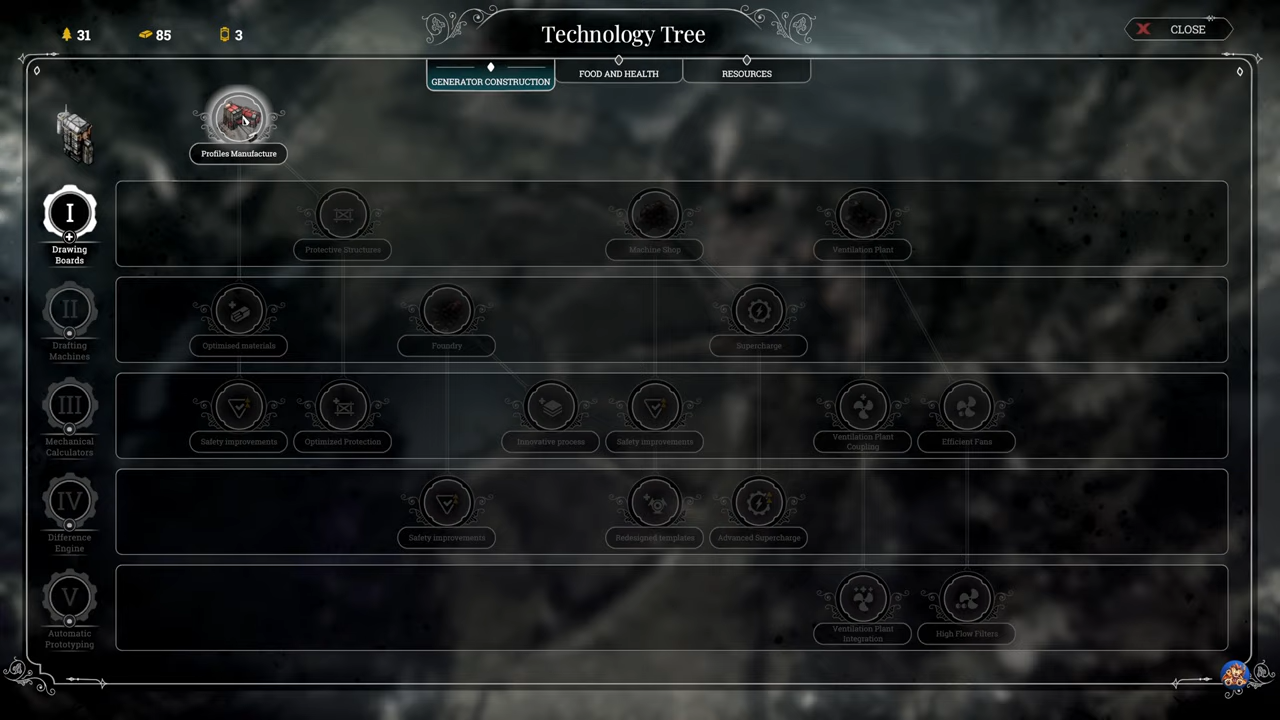 31
85
3
Technology Tree
CLOSE
GENERATOR CONSTRUCTION
FOOD AND HEALTH
RESOURCES
Profiles Manufacture
I
Drawing
Boards
Protective Structures
Machine Shop
Ventilation Plant
II
Drafting
Machines
Optimised materials
Foundry
Supercharge
III
Mechanical
Calculators
Safety improvements
Optimized Protection
Innovative process
Safety improvements
Ventilation Plant
Coupling
Efficient Fans
IV
Difference
Engine
Safety improvements
Redesigned templates
Advanced Supercharge
V
Automatic
Prototyping
Ventilation Plant
Integration
High Flow Filters